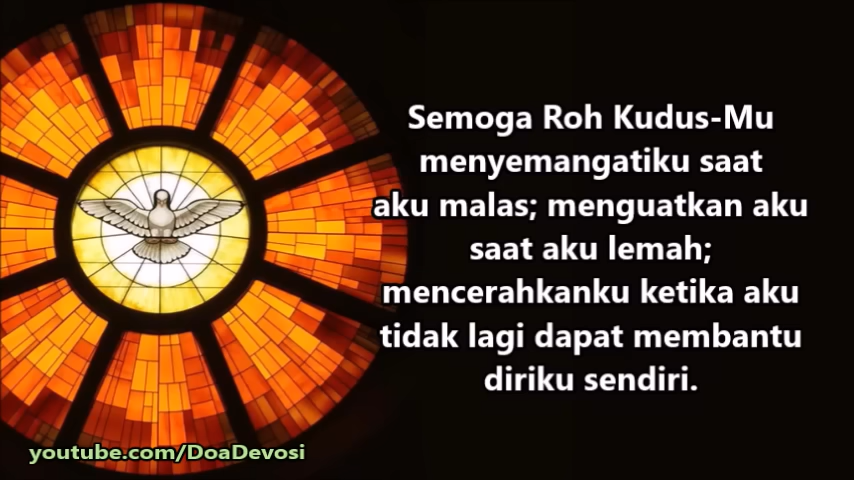 Semoga Roh Kudus-Mu
menyemangatiku saat
aku malas; menguatkan aku
saat aku lemah;
mencerahkanku ketika aku
tidak lagi dapat membantu
diriku sendiri.
youtube.com/DoaDevosi